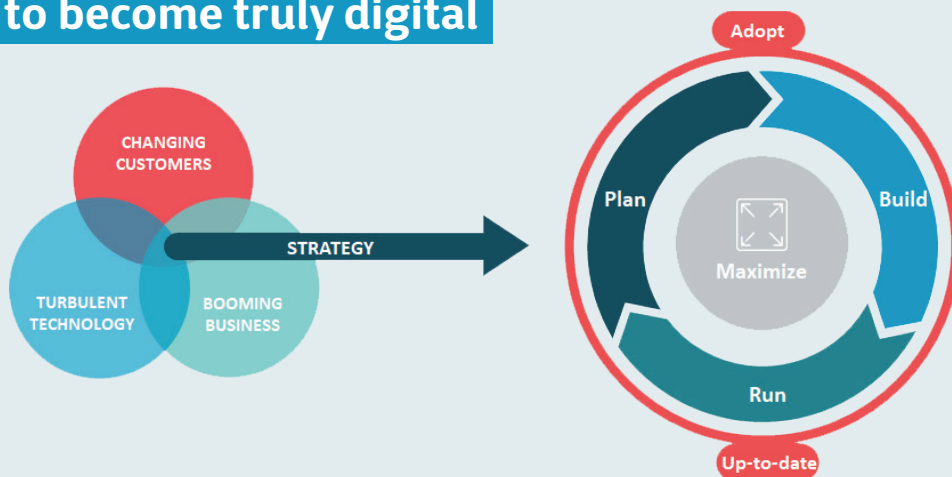 to become truly digital
CHANGING
CUSTOMERS
TURBULENT
TECHNOLOGY
BOOMING
BUSINESS
STRATEGY
Adopt
Plan
Build
Maximize
Run
Up-to-date